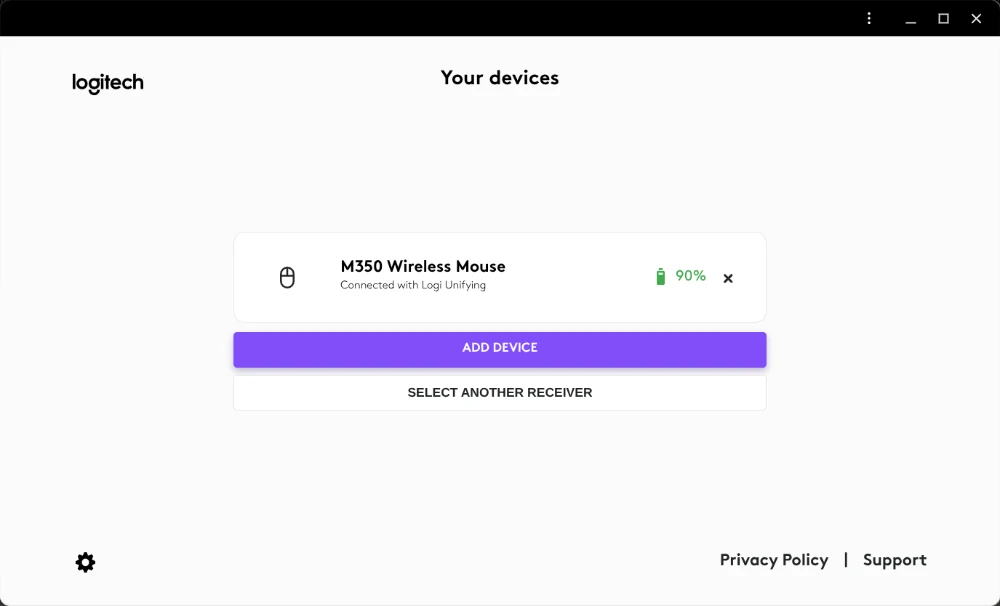 logitech
Your devices
M350 Wireless Mouse
Connected with Logi Unifying
90%
ADD DEVICE
SELECT ANOTHER RECEIVER
Privacy Policy | Support